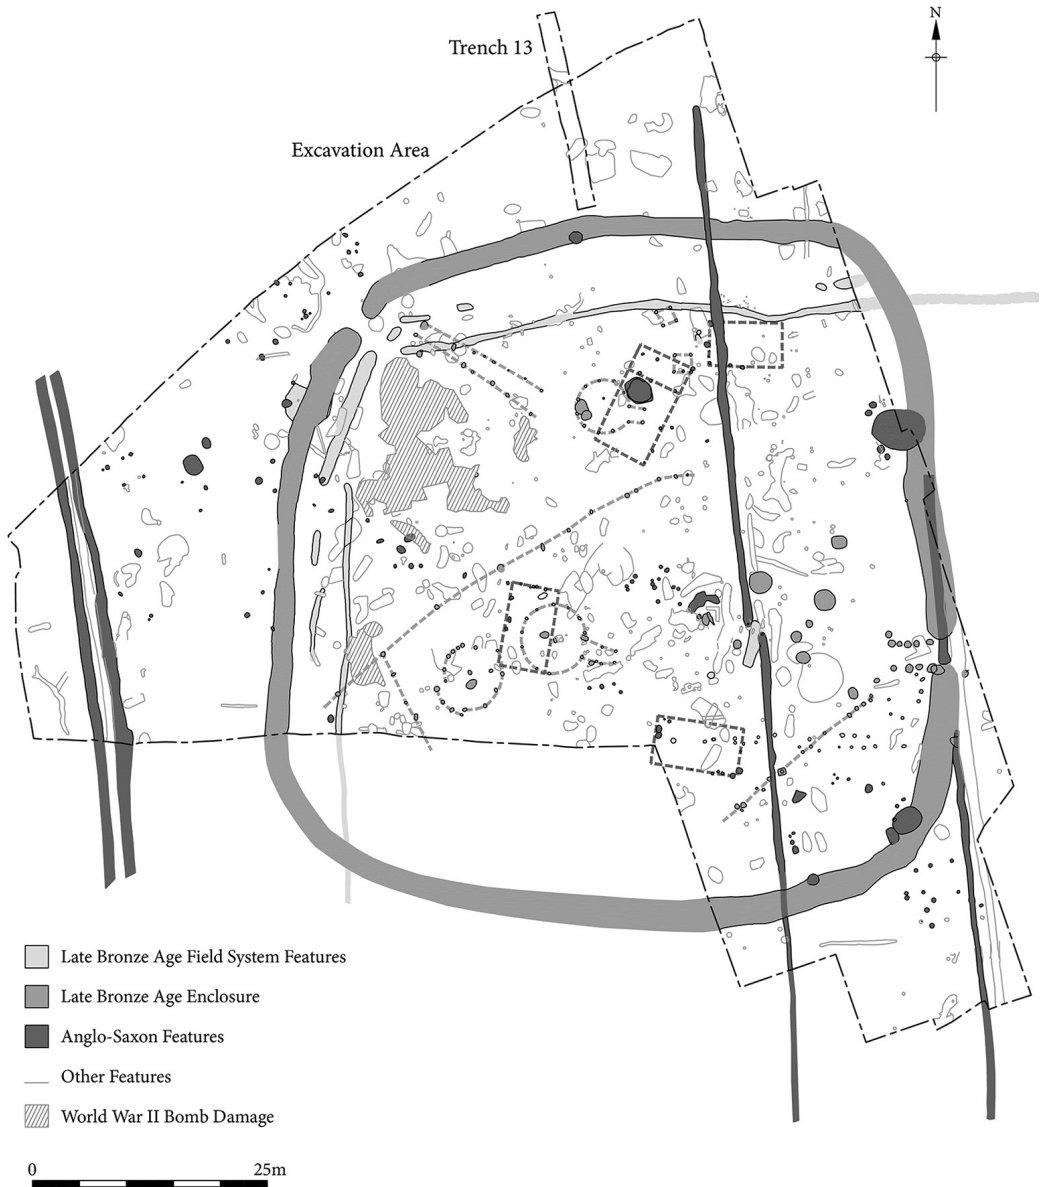 N
Trench 13
Excavation Area
Late Bronze Age Field System Features
Late Bronze Age Enclosure
Anglo-Saxon Features
Other Features
World War II Bomb Damage
0 25m